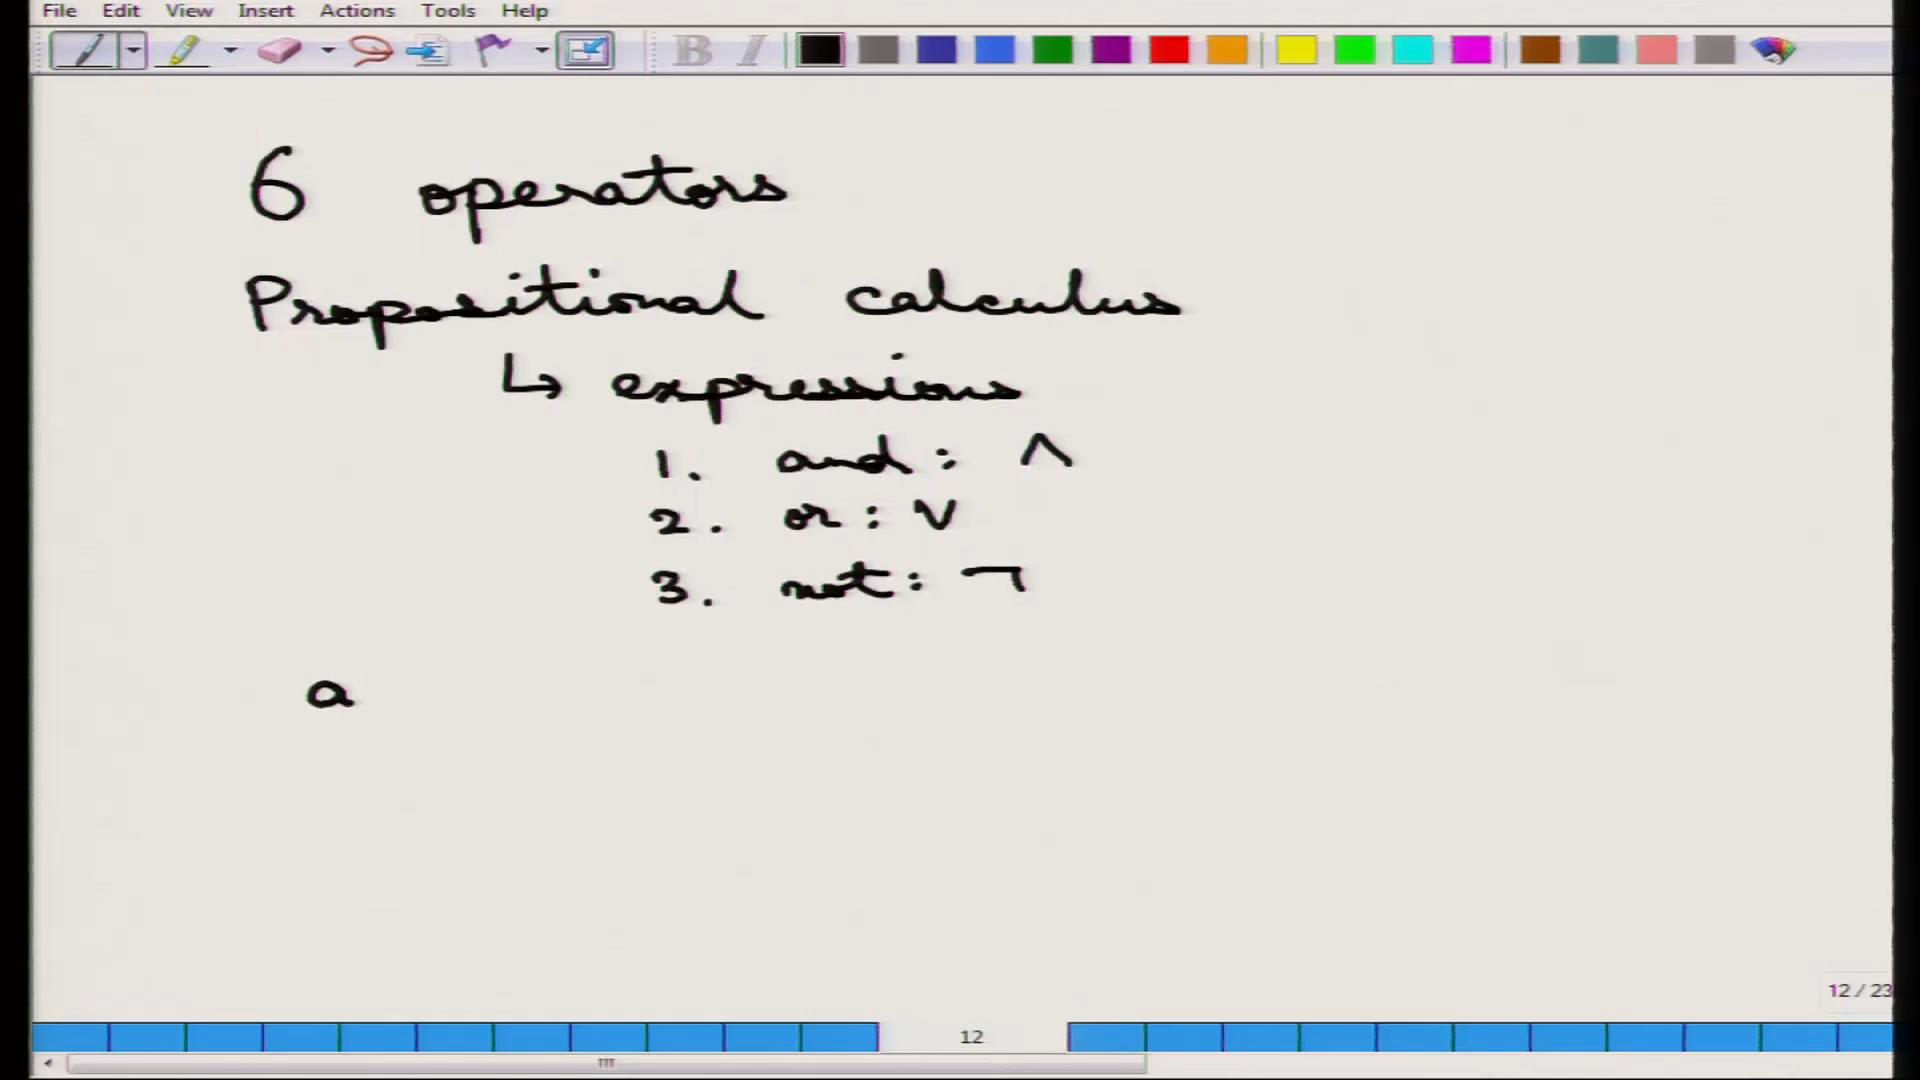 File Edit View Insert Actions Tools Help
B I
6 operators
Propositional calculus
↳ expressions
1. and : ∧
2. or : ∨
3. not : ¬
a
12 / 23
12